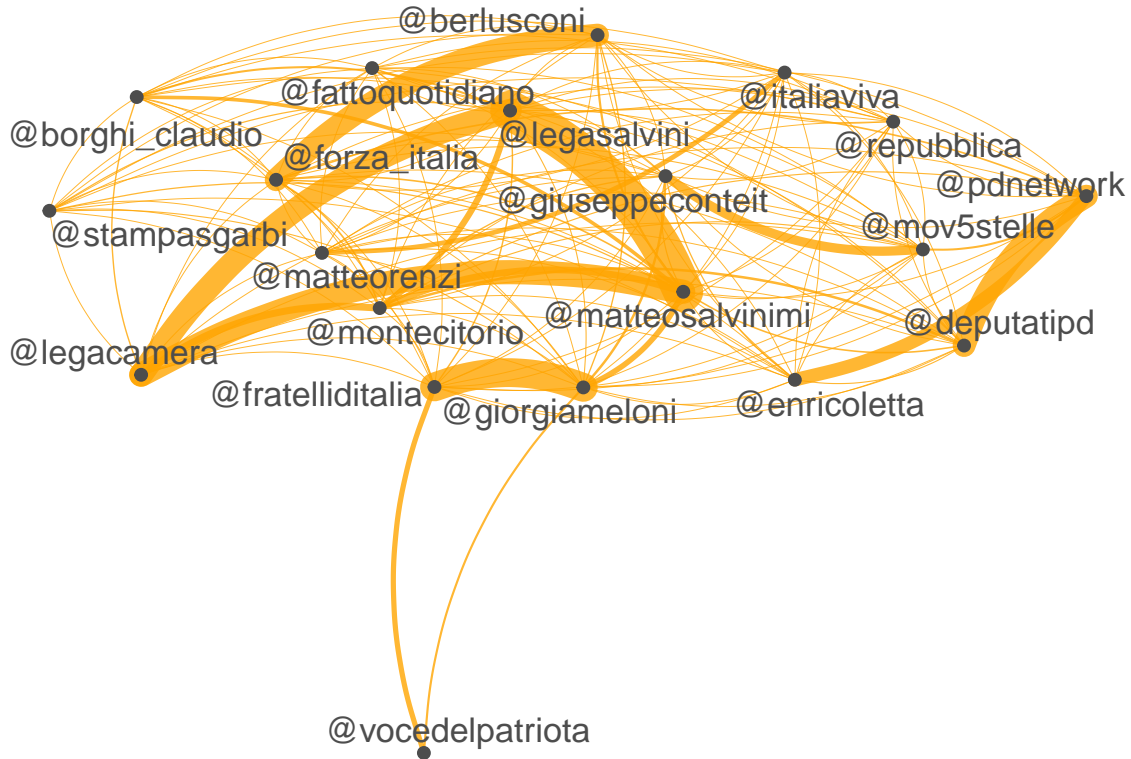 @berlusconi
@fattoquotidiano
@italiaviva
@borghi_claudio
@legasalvini
@repubblica
@forza_italia
@pdnetwork
@giuseppeconteit
@mov5stelle
@stampasgarbi
@matteorenzi
@matteosalvinimi
@deputatipd
@montecitorio
@legacamera
@fratelliditalia
@giorgiameloni
@enricoletta
@vocedelpatriota